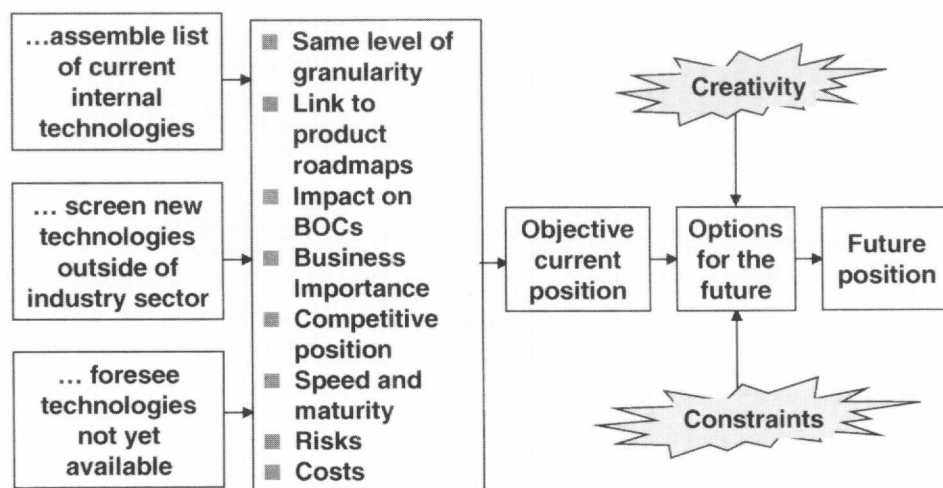 …assemble list
of current
internal
technologies
… screen new
technologies
outside of
industry sector
… foresee
technologies
not yet
available
Same level of
granularity
Link to
product
roadmaps
Impact on
BOCs
Business
Importance
Competitive
position
Speed and
maturity
Risks
Costs
Objective
current
position
Creativity
Options
for the
future
Constraints
Future
position